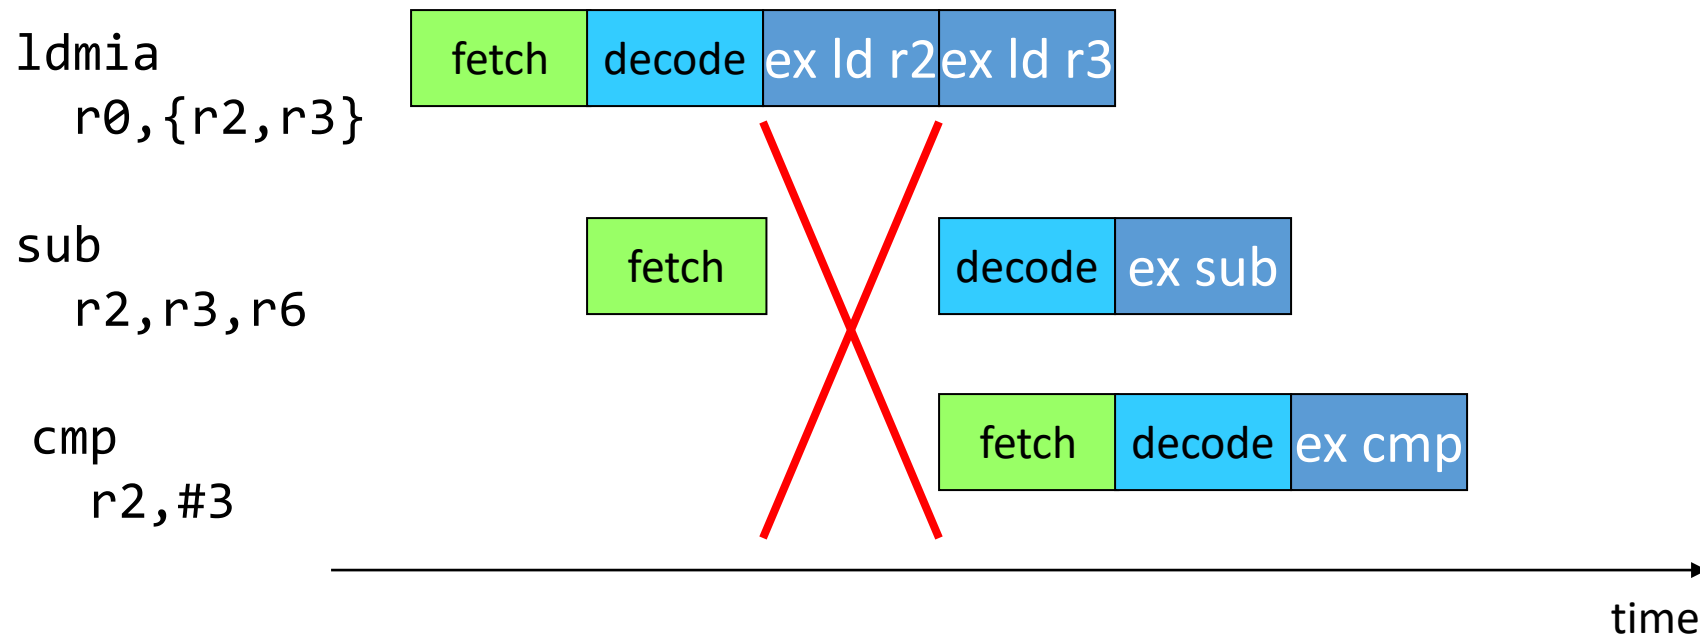 ldmia
r0,{r2,r3}
fetch decode ex ld r2 ex ld r3
sub
r2,r3,r6
fetch decode ex sub
cmp
r2,#3
fetch decode ex cmp
time